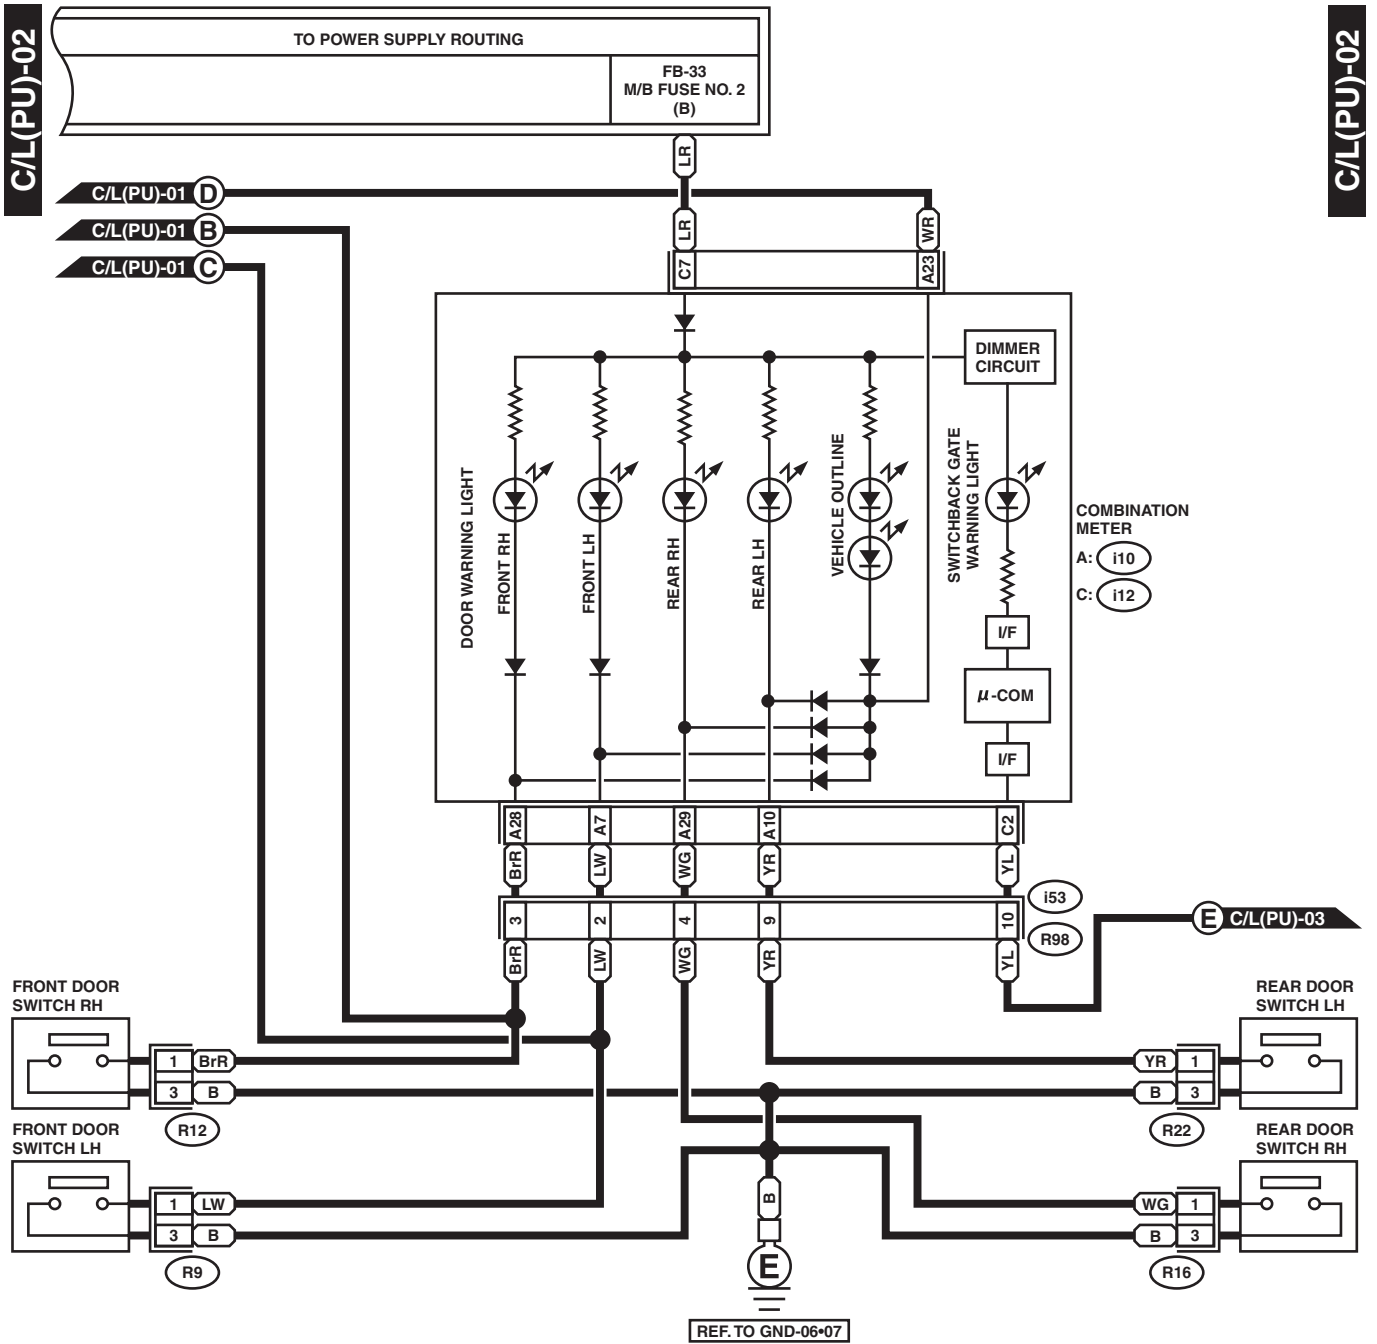 C/L(PU)-02
C/L(PU)-02
TO POWER SUPPLY ROUTING
FB-33
M/B FUSE NO. 2
(B)
LR
C/L(PU)-01 D
C/L(PU)-01 B
C/L(PU)-01 C
LR
WR
C7
A23
DIMMER
CIRCUIT
DOOR WARNING LIGHT
FRONT RH
FRONT LH
REAR RH
REAR LH
VEHICLE OUTLINE
SWITCHBACK GATE
WARNING LIGHT
COMBINATION
METER
A: i10
C: i12
I/F
μ-COM
I/F
A28 A7 A29 A10 C2
BrR LW WG YR YL
i53
3 2 4 9 10
R98
E C/L(PU)-03
BrR LW WG YR YL
FRONT DOOR
SWITCH RH
1 BrR
3 B
R12
FRONT DOOR
SWITCH LH
1 LW
3 B
R9
REAR DOOR
SWITCH LH
YR 1
B 3
R22
REAR DOOR
SWITCH RH
WG 1
B 3
R16
B
E
REF. TO GND-06•07